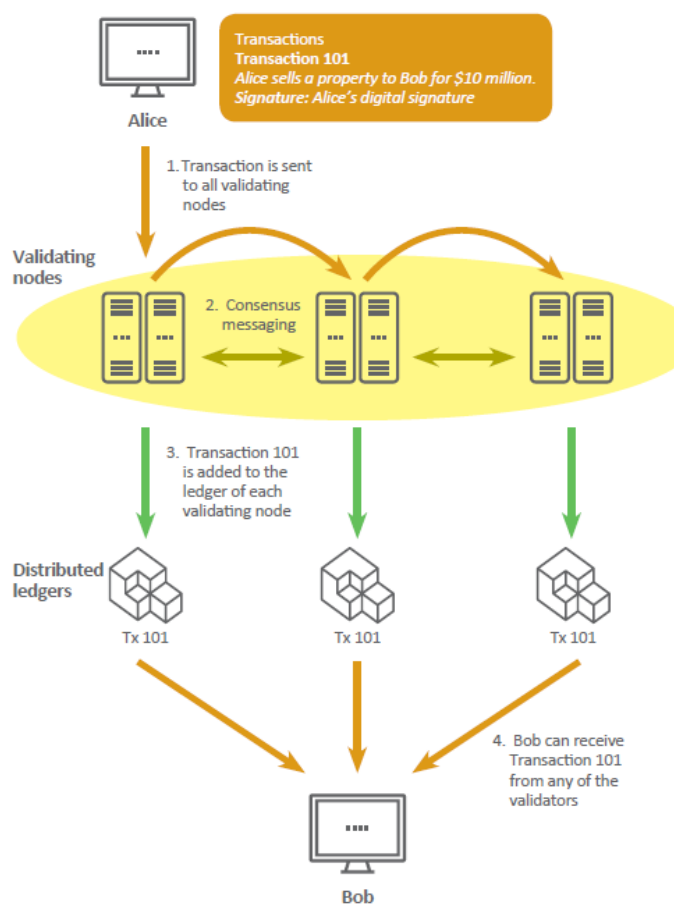 Transactions
Transaction 101
Alice sells a property to Bob for $10 million.
Signature: Alice's digital signature
Alice
1. Transaction is sent
to all validating
nodes
Validating
nodes
2. Consensus
messaging
3. Transaction 101
is added to the
ledger of each
validating node
Distributed
ledgers
Tx 101
Tx 101
Tx 101
4. Bob can receive
Transaction 101
from any of the
validators
Bob